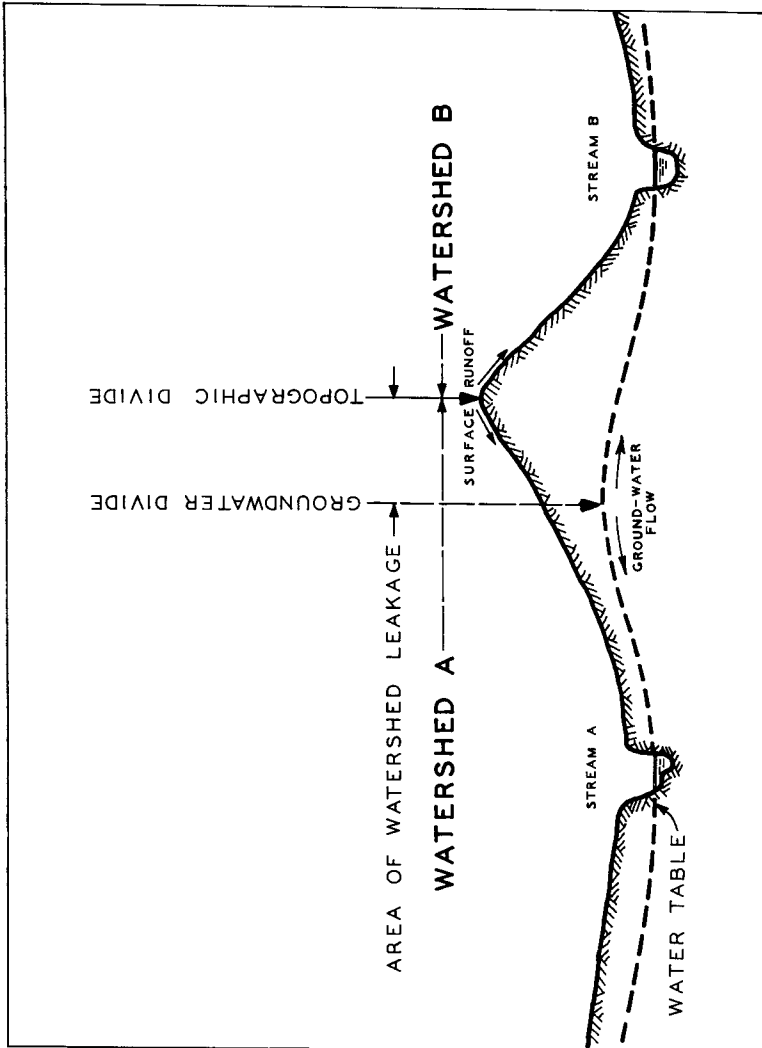 TOPOGRAPHIC DIVIDE
GROUNDWATER DIVIDE
AREA OF WATERSHED LEAKAGE
WATERSHED A
WATERSHED B
SURFACE RUNOFF
STREAM A
STREAM B
GROUND-WATER
FLOW
WATER TABLE